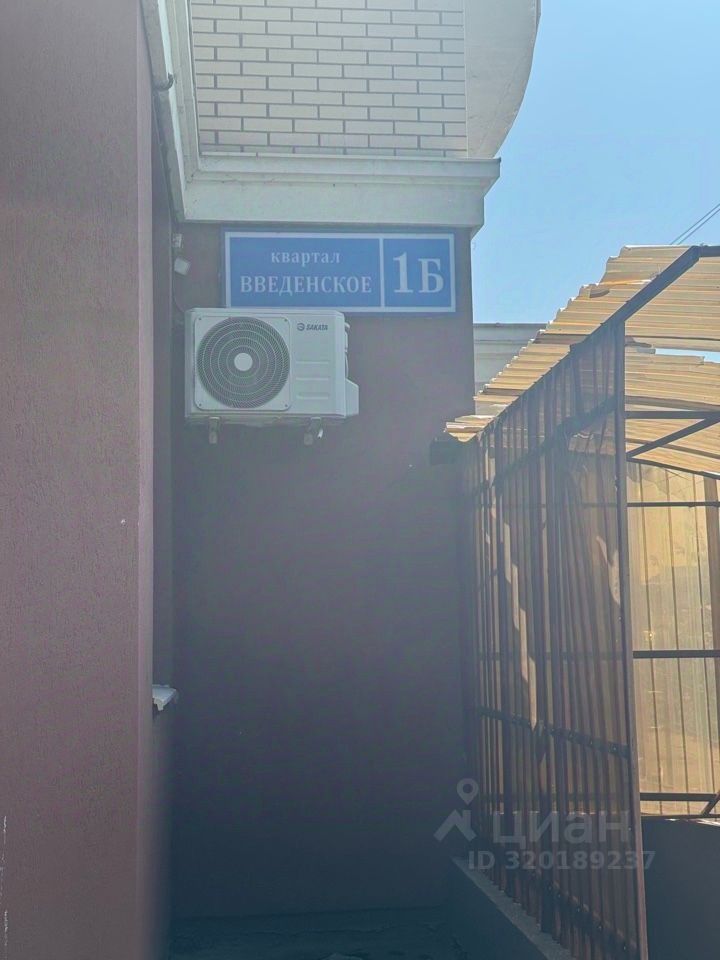 квартал
ВВЕДЕНСКОЕ
1Б
SAKATA
циан
ID 320189237